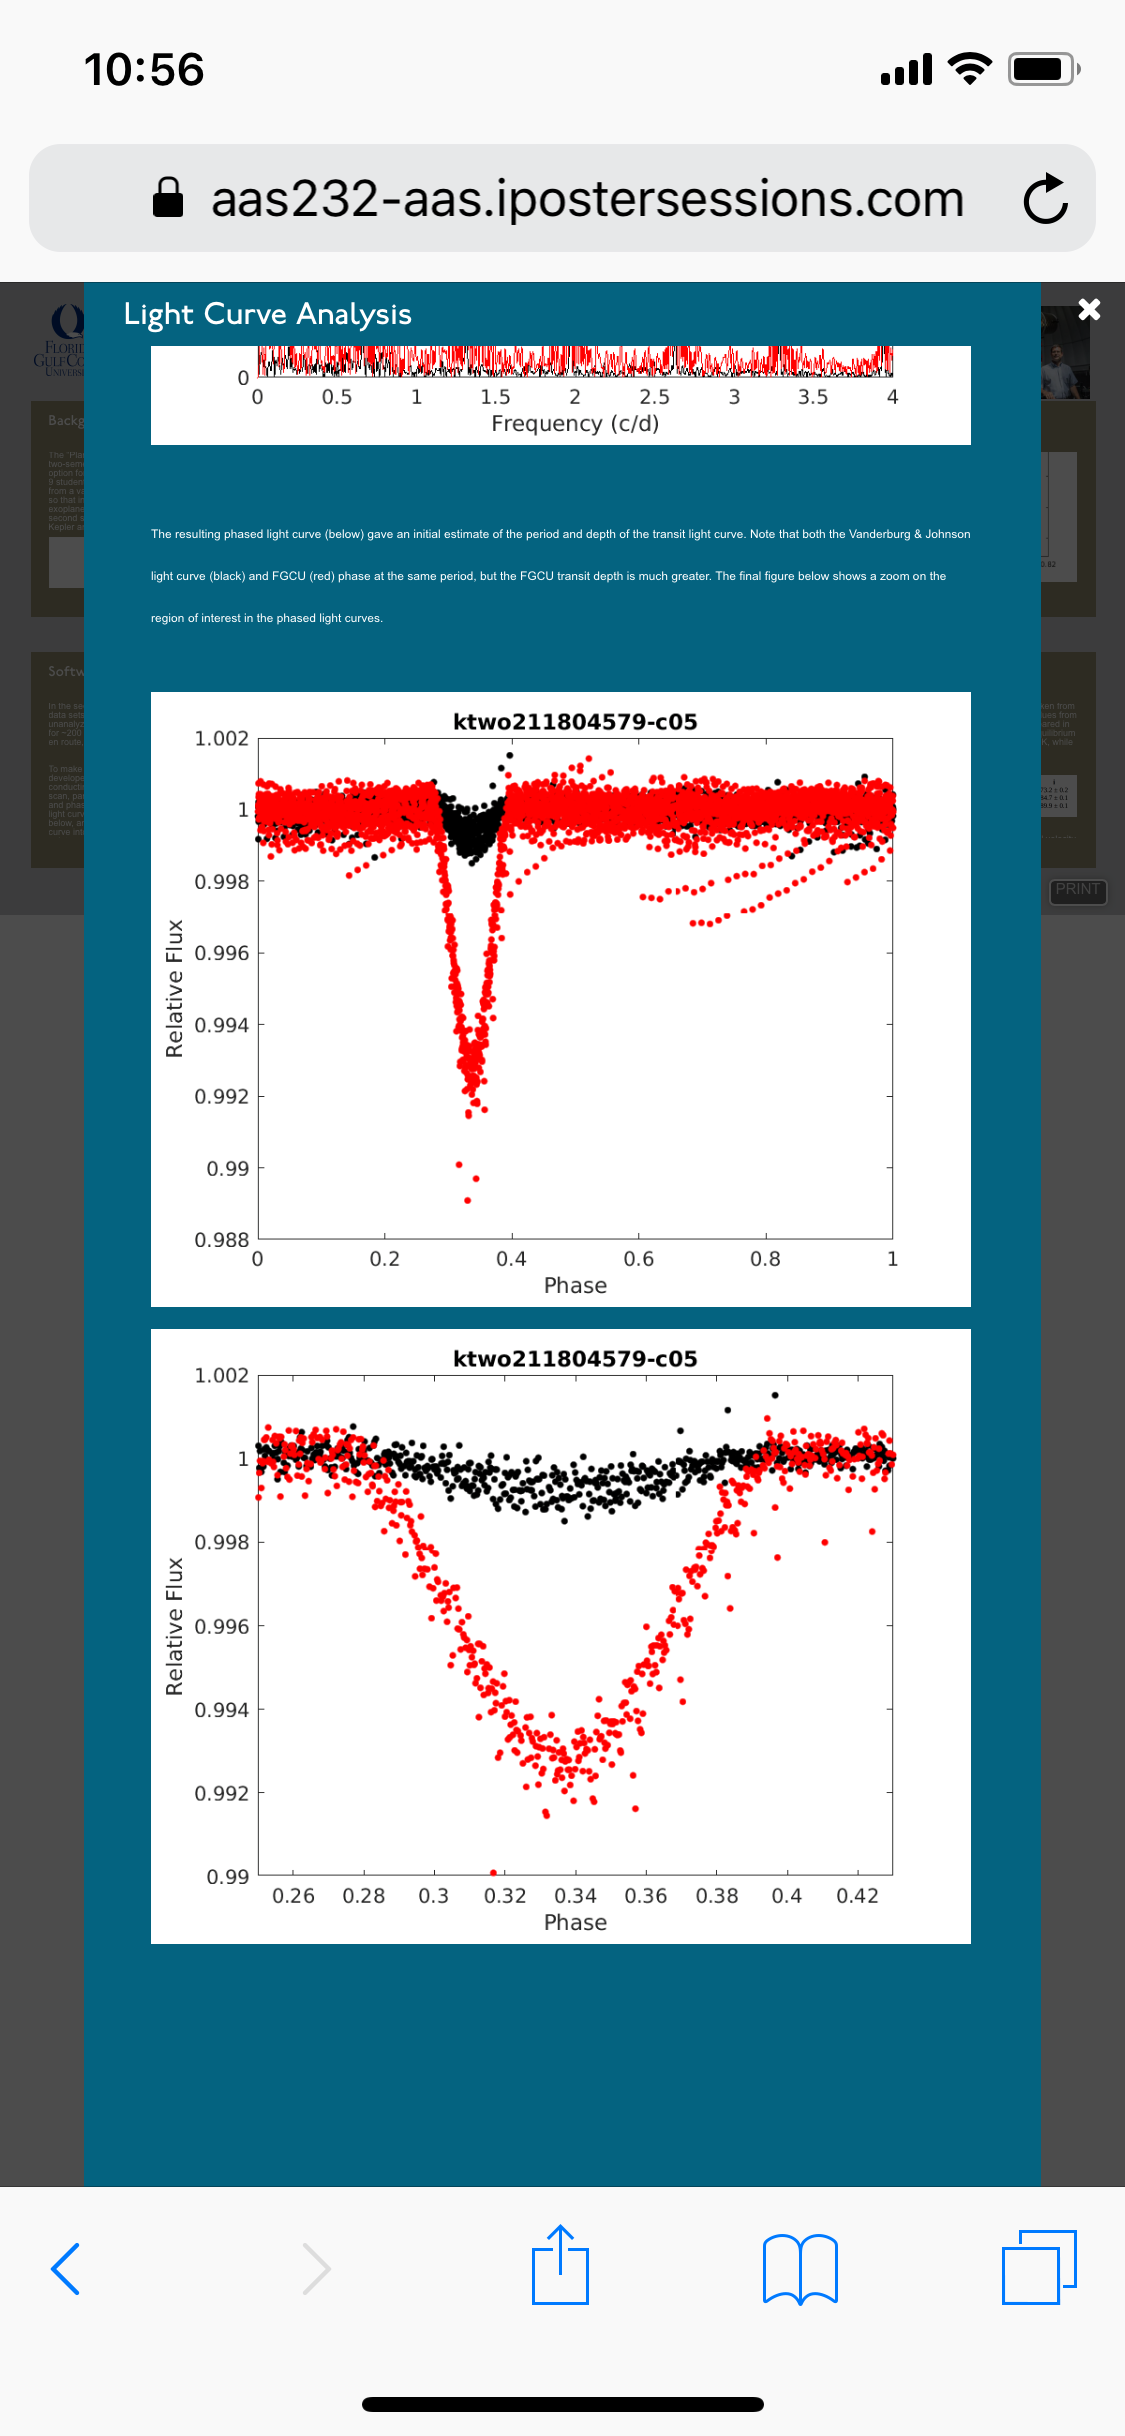 10:56
aas232-aas.ipostersessions.com
Light Curve Analysis
0
0 0.5 1 1.5 2 2.5 3 3.5 4
Frequency (c/d)
The resulting phased light curve (below) gave an initial estimate of the period and depth of the transit light curve. Note that both the Vanderburg & Johnson
light curve (black) and FGCU (red) phase at the same period, but the FGCU transit depth is much greater. The final figure below shows a zoom on the
region of interest in the phased light curves.
ktwo211804579-c05
1.002
1
0.998
0.996
0.994
0.992
0.99
0.988
Relative Flux
0 0.2 0.4 0.6 0.8 1
Phase
ktwo211804579-c05
1.002
1
0.998
0.996
0.994
0.992
0.99
Relative Flux
0.26 0.28 0.3 0.32 0.34 0.36 0.38 0.4 0.42
Phase
PRINT